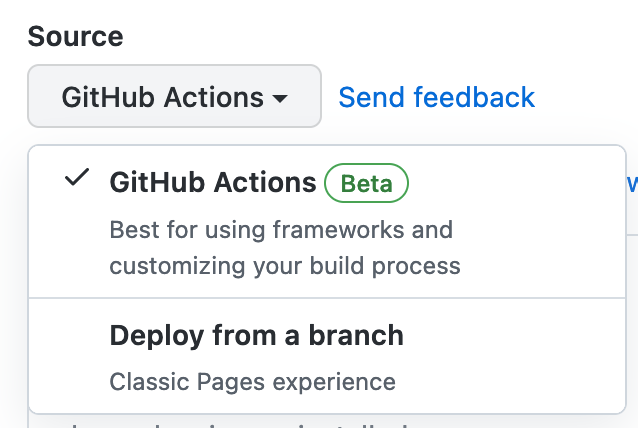 Source
GitHub Actions
Send feedback
GitHub Actions Beta
Best for using frameworks and
customizing your build process
Deploy from a branch
Classic Pages experience